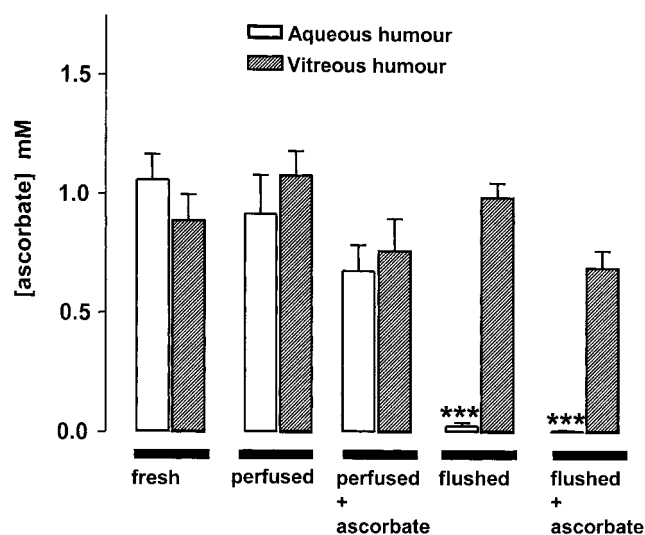 Aqueous humour
Vitreous humour
1.5
1.0
0.5
0.0
[ascorbate] mM
***
***
fresh
perfused
perfused
+
ascorbate
flushed
flushed
+
ascorbate